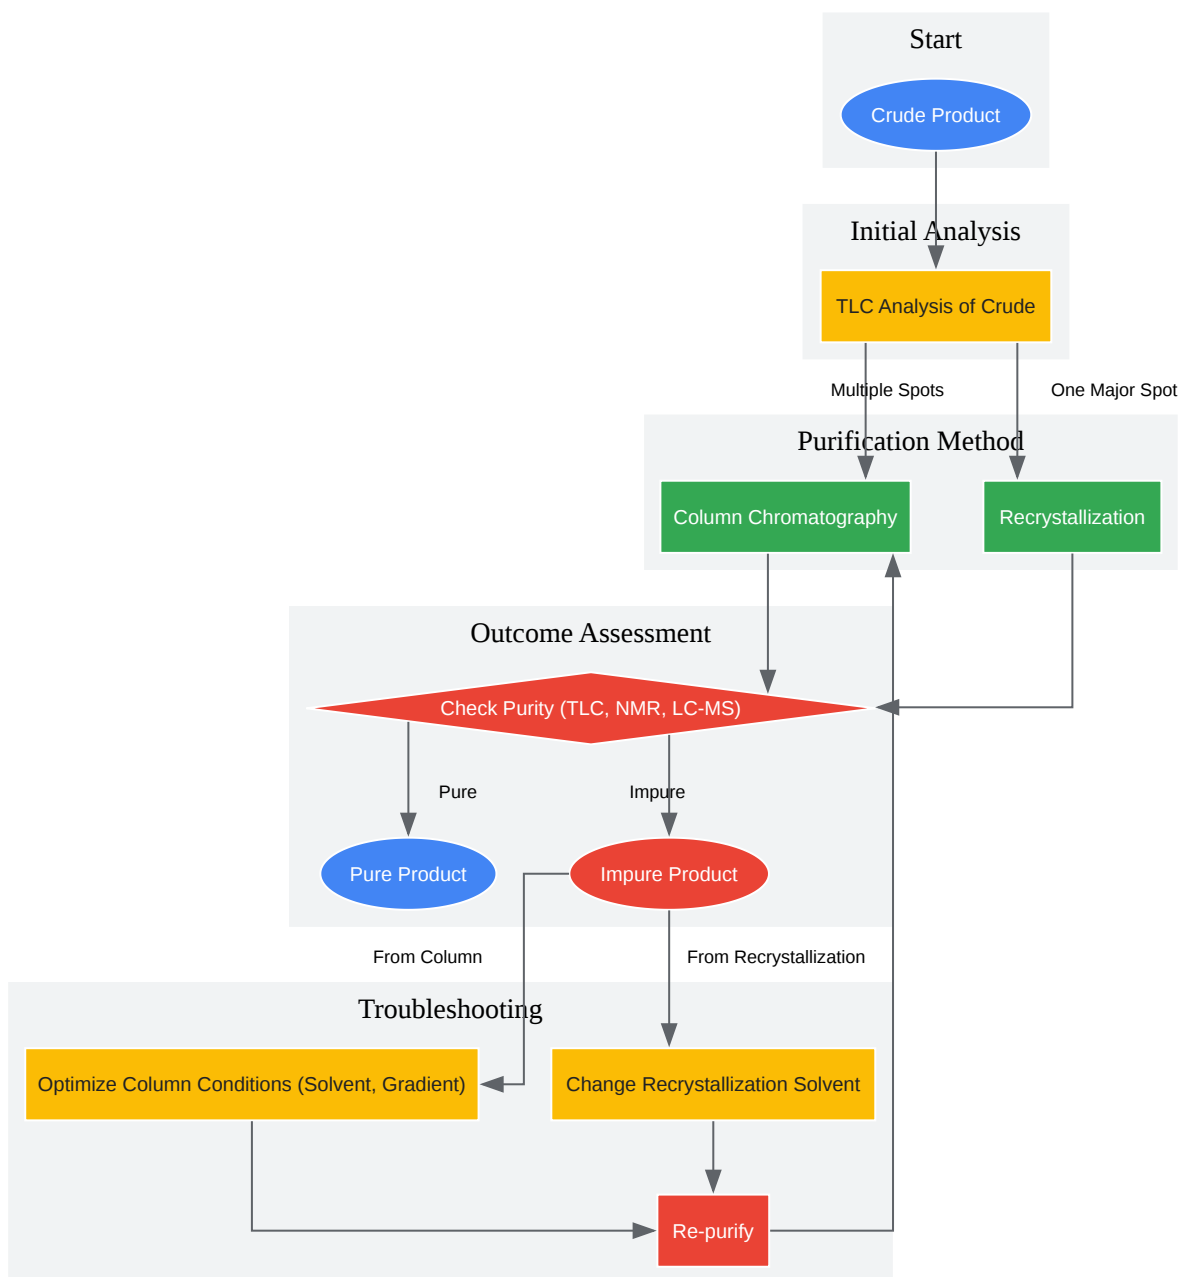 Start
Crude Product
Initial Analysis
TLC Analysis of Crude
Multiple Spots
One Major Spot
Purification Method
Column Chromatography
Recrystallization
Outcome Assessment
Check Purity (TLC, NMR, LC-MS)
Pure
Impure
Pure Product
Impure Product
From Column
From Recrystallization
Troubleshooting
Optimize Column Conditions (Solvent, Gradient)
Change Recrystallization Solvent
Re-purify